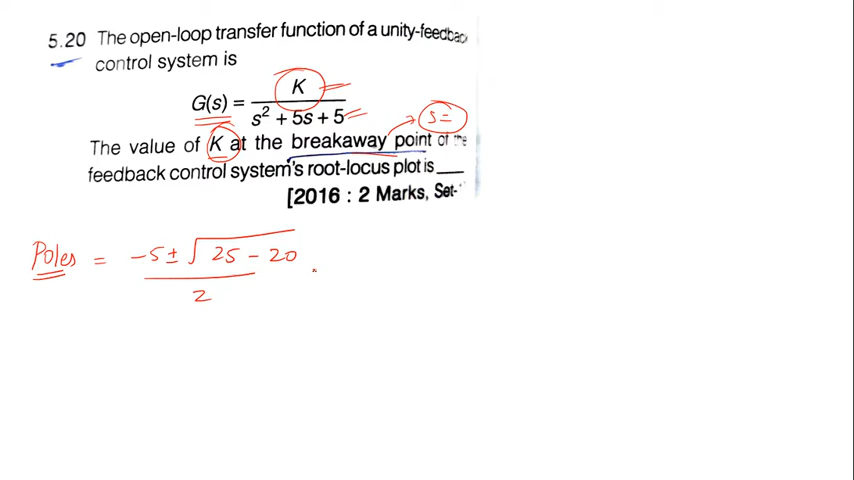 5.20 The open-loop transfer function of a unity-feedbac
control system is
G(s) = K / s² + 5s + 5
s =
The value of K at the breakaway point of the
feedback control system's root-locus plot is ___
[2016 : 2 Marks, Set-
Poles = -5 ± √25 - 20 / 2